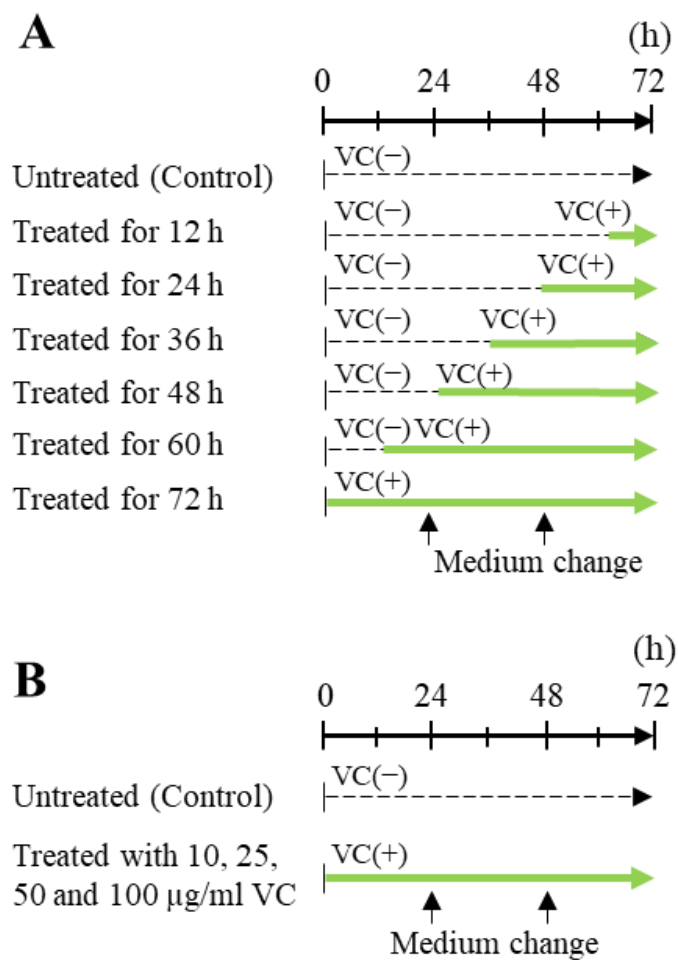 A
(h)
0 24 48 72
Untreated (Control) VC(−)
Treated for 12 h VC(−) VC(+)
Treated for 24 h VC(−) VC(+)
Treated for 36 h VC(−) VC(+)
Treated for 48 h VC(−) VC(+)
Treated for 60 h VC(−) VC(+)
Treated for 72 h VC(+)
Medium change
(h)
B
0 24 48 72
Untreated (Control) VC(−)
Treated with 10, 25, VC(+)
50 and 100 μg/ml VC
Medium change